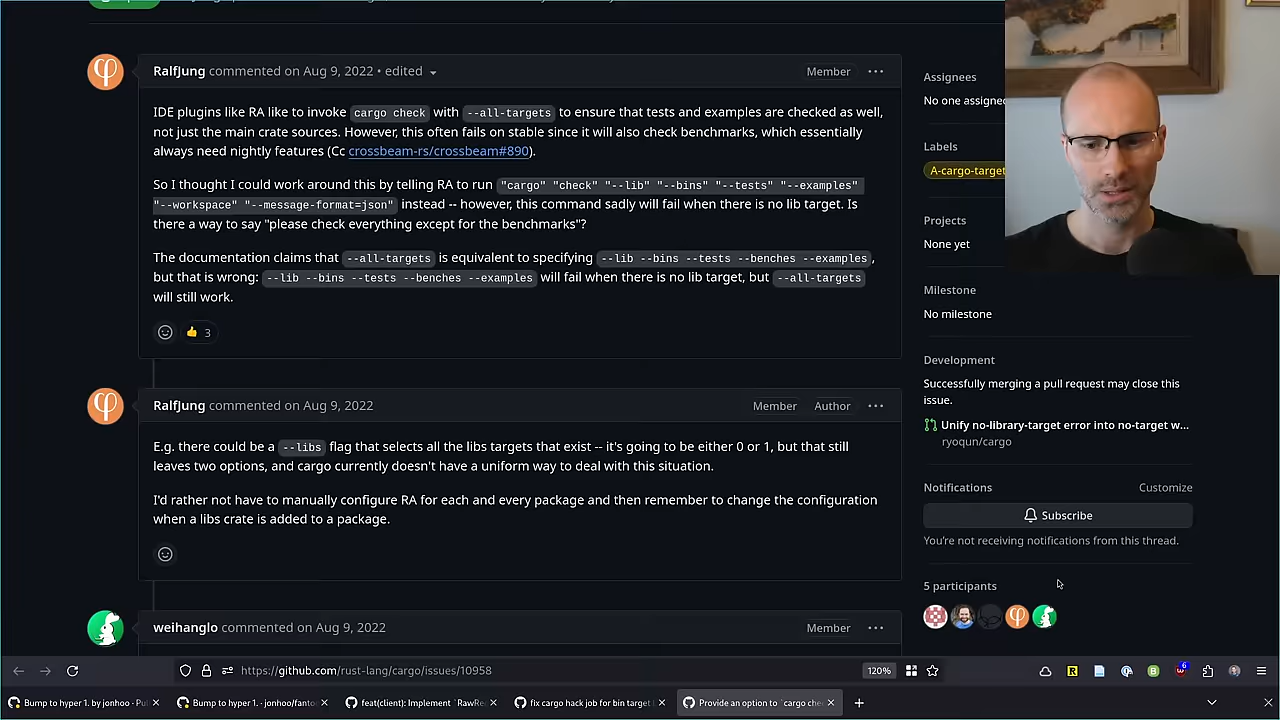 RalfJung commented on Aug 9, 2022 • edited
Member
IDE plugins like RA like to invoke cargo check with --all-targets to ensure that tests and examples are checked as well,
not just the main crate sources. However, this often fails on stable since it will also check benchmarks, which essentially
always need nightly features (Cc crossbeam-rs/crossbeam#890).
So I thought I could work around this by telling RA to run "cargo" "check" "--lib" "--bins" "--tests" "--examples"
"--workspace" "--message-format=json" instead -- however, this command sadly will fail when there is no lib target. Is
there a way to say "please check everything except for the benchmarks"?
The documentation claims that --all-targets is equivalent to specifying --lib --bins --tests --benches --examples,
but that is wrong: --lib --bins --tests --benches --examples will fail when there is no lib target, but --all-targets
will still work.
👍 3
RalfJung commented on Aug 9, 2022
Member
Author
E.g. there could be a --libs flag that selects all the libs targets that exist -- it's going to be either 0 or 1, but that still
leaves two options, and cargo currently doesn't have a uniform way to deal with this situation.
I'd rather not have to manually configure RA for each and every package and then remember to change the configuration
when a libs crate is added to a package.
weihanglo commented on Aug 9, 2022
Member
Assignees
No one assigned
Labels
A-cargo-target
Projects
None yet
Milestone
No milestone
Development
Successfully merging a pull request may close this
issue.
Unify no-library-target error into no-target w...
ryoqun/cargo
Notifications
Customize
Subscribe
You're not receiving notifications from this thread.
5 participants
https://github.com/rust-lang/cargo/issues/10958
120%
6
Bump to hyper 1. by jonhoo · Pul
Bump to hyper 1. · jonhoo/fanto
feat(client): Implement `RawRe
fix cargo hack job for bin target
Provide an option to `cargo che